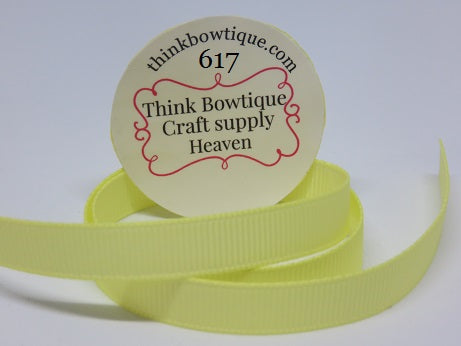 thinkbowtique.com
617
Think Bowtique
Craft supply
Heaven